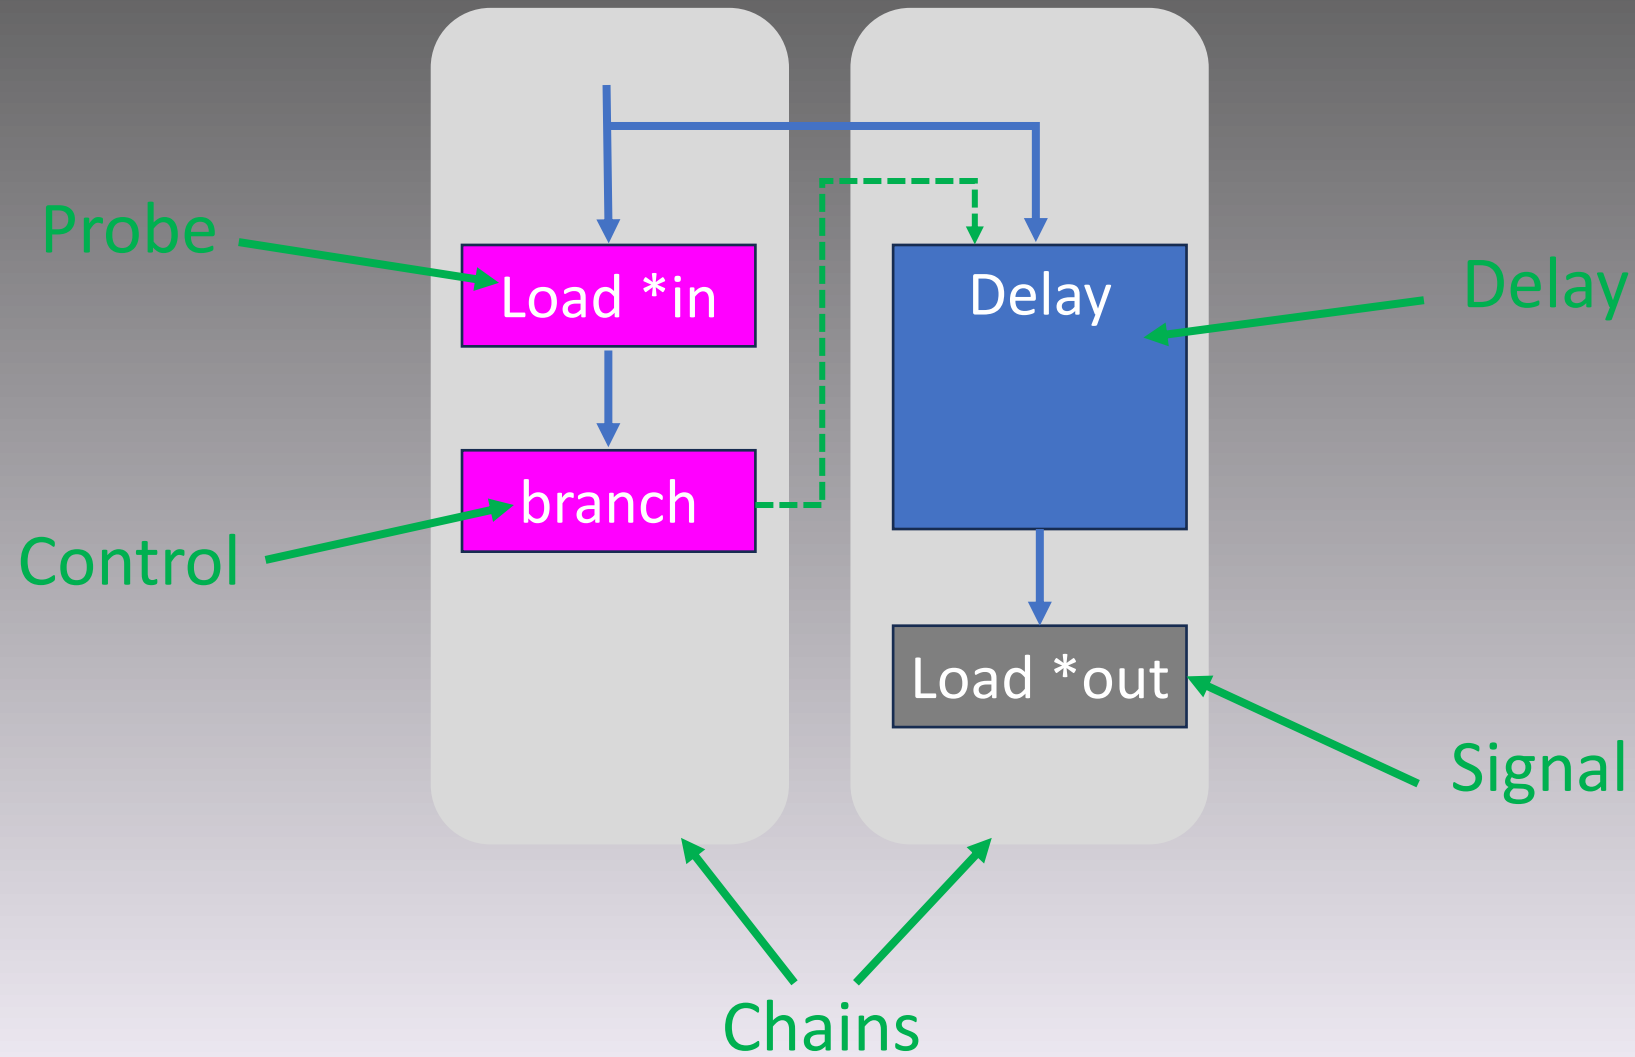 Probe
Load *in
Delay
Delay
branch
Control
Load *out
Signal
Chains